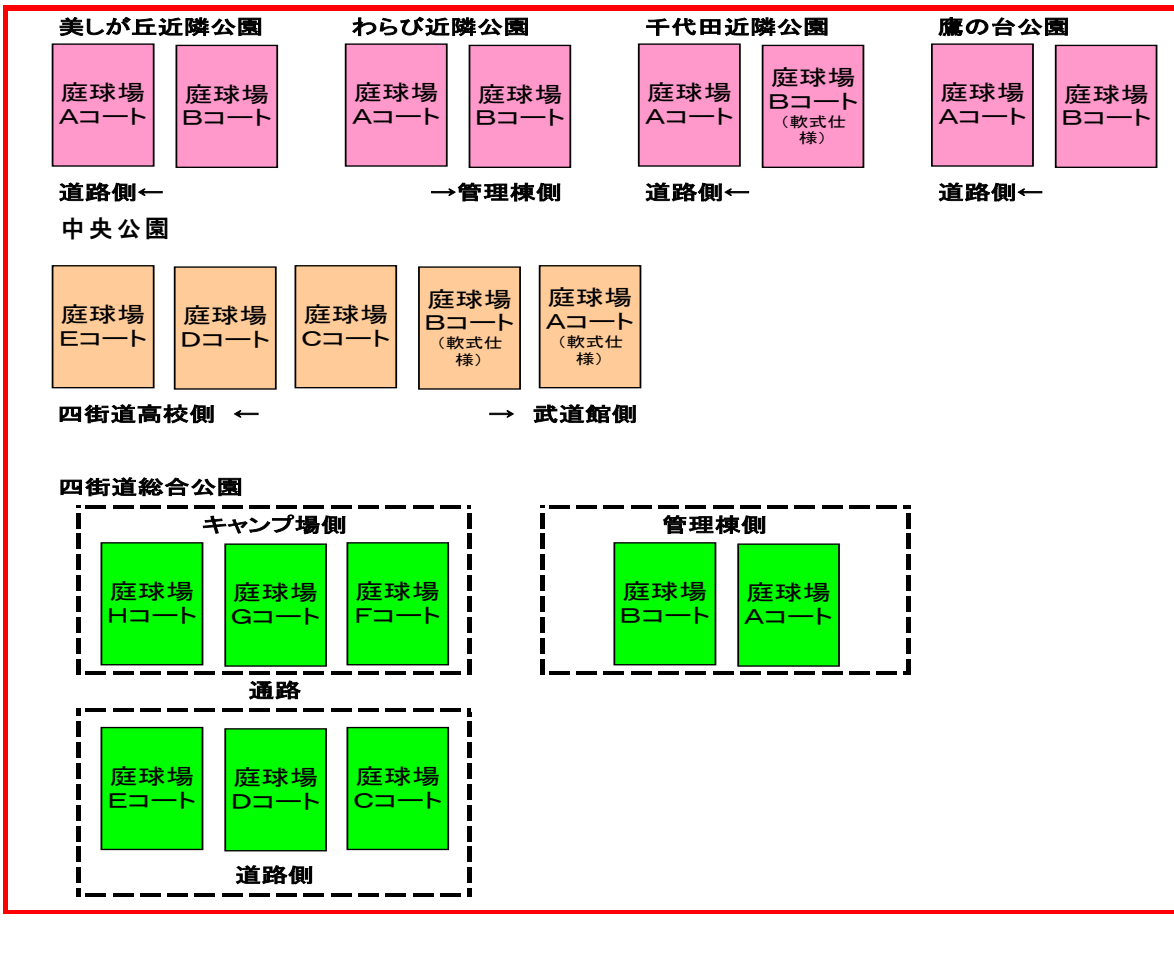 美しが丘近隣公園
わらび近隣公園
千代田近隣公園
鷹の台公園
庭球場
Aコート
庭球場
Bコート
庭球場
Aコート
庭球場
Bコート
庭球場
Aコート
庭球場
Bコート
（軟式仕
様）
庭球場
Aコート
庭球場
Bコート
道路側←
→管理棟側
道路側←
道路側←
中央公園
庭球場
Eコート
庭球場
Dコート
庭球場
Cコート
庭球場
Bコート
（軟式仕
様）
庭球場
Aコート
（軟式仕
様）
四街道高校側 ←
→ 武道館側
四街道総合公園
キャンプ場側
庭球場
Hコート
庭球場
Gコート
庭球場
Fコート
管理棟側
庭球場
Bコート
庭球場
Aコート
通路
庭球場
Eコート
庭球場
Dコート
庭球場
Cコート
道路側